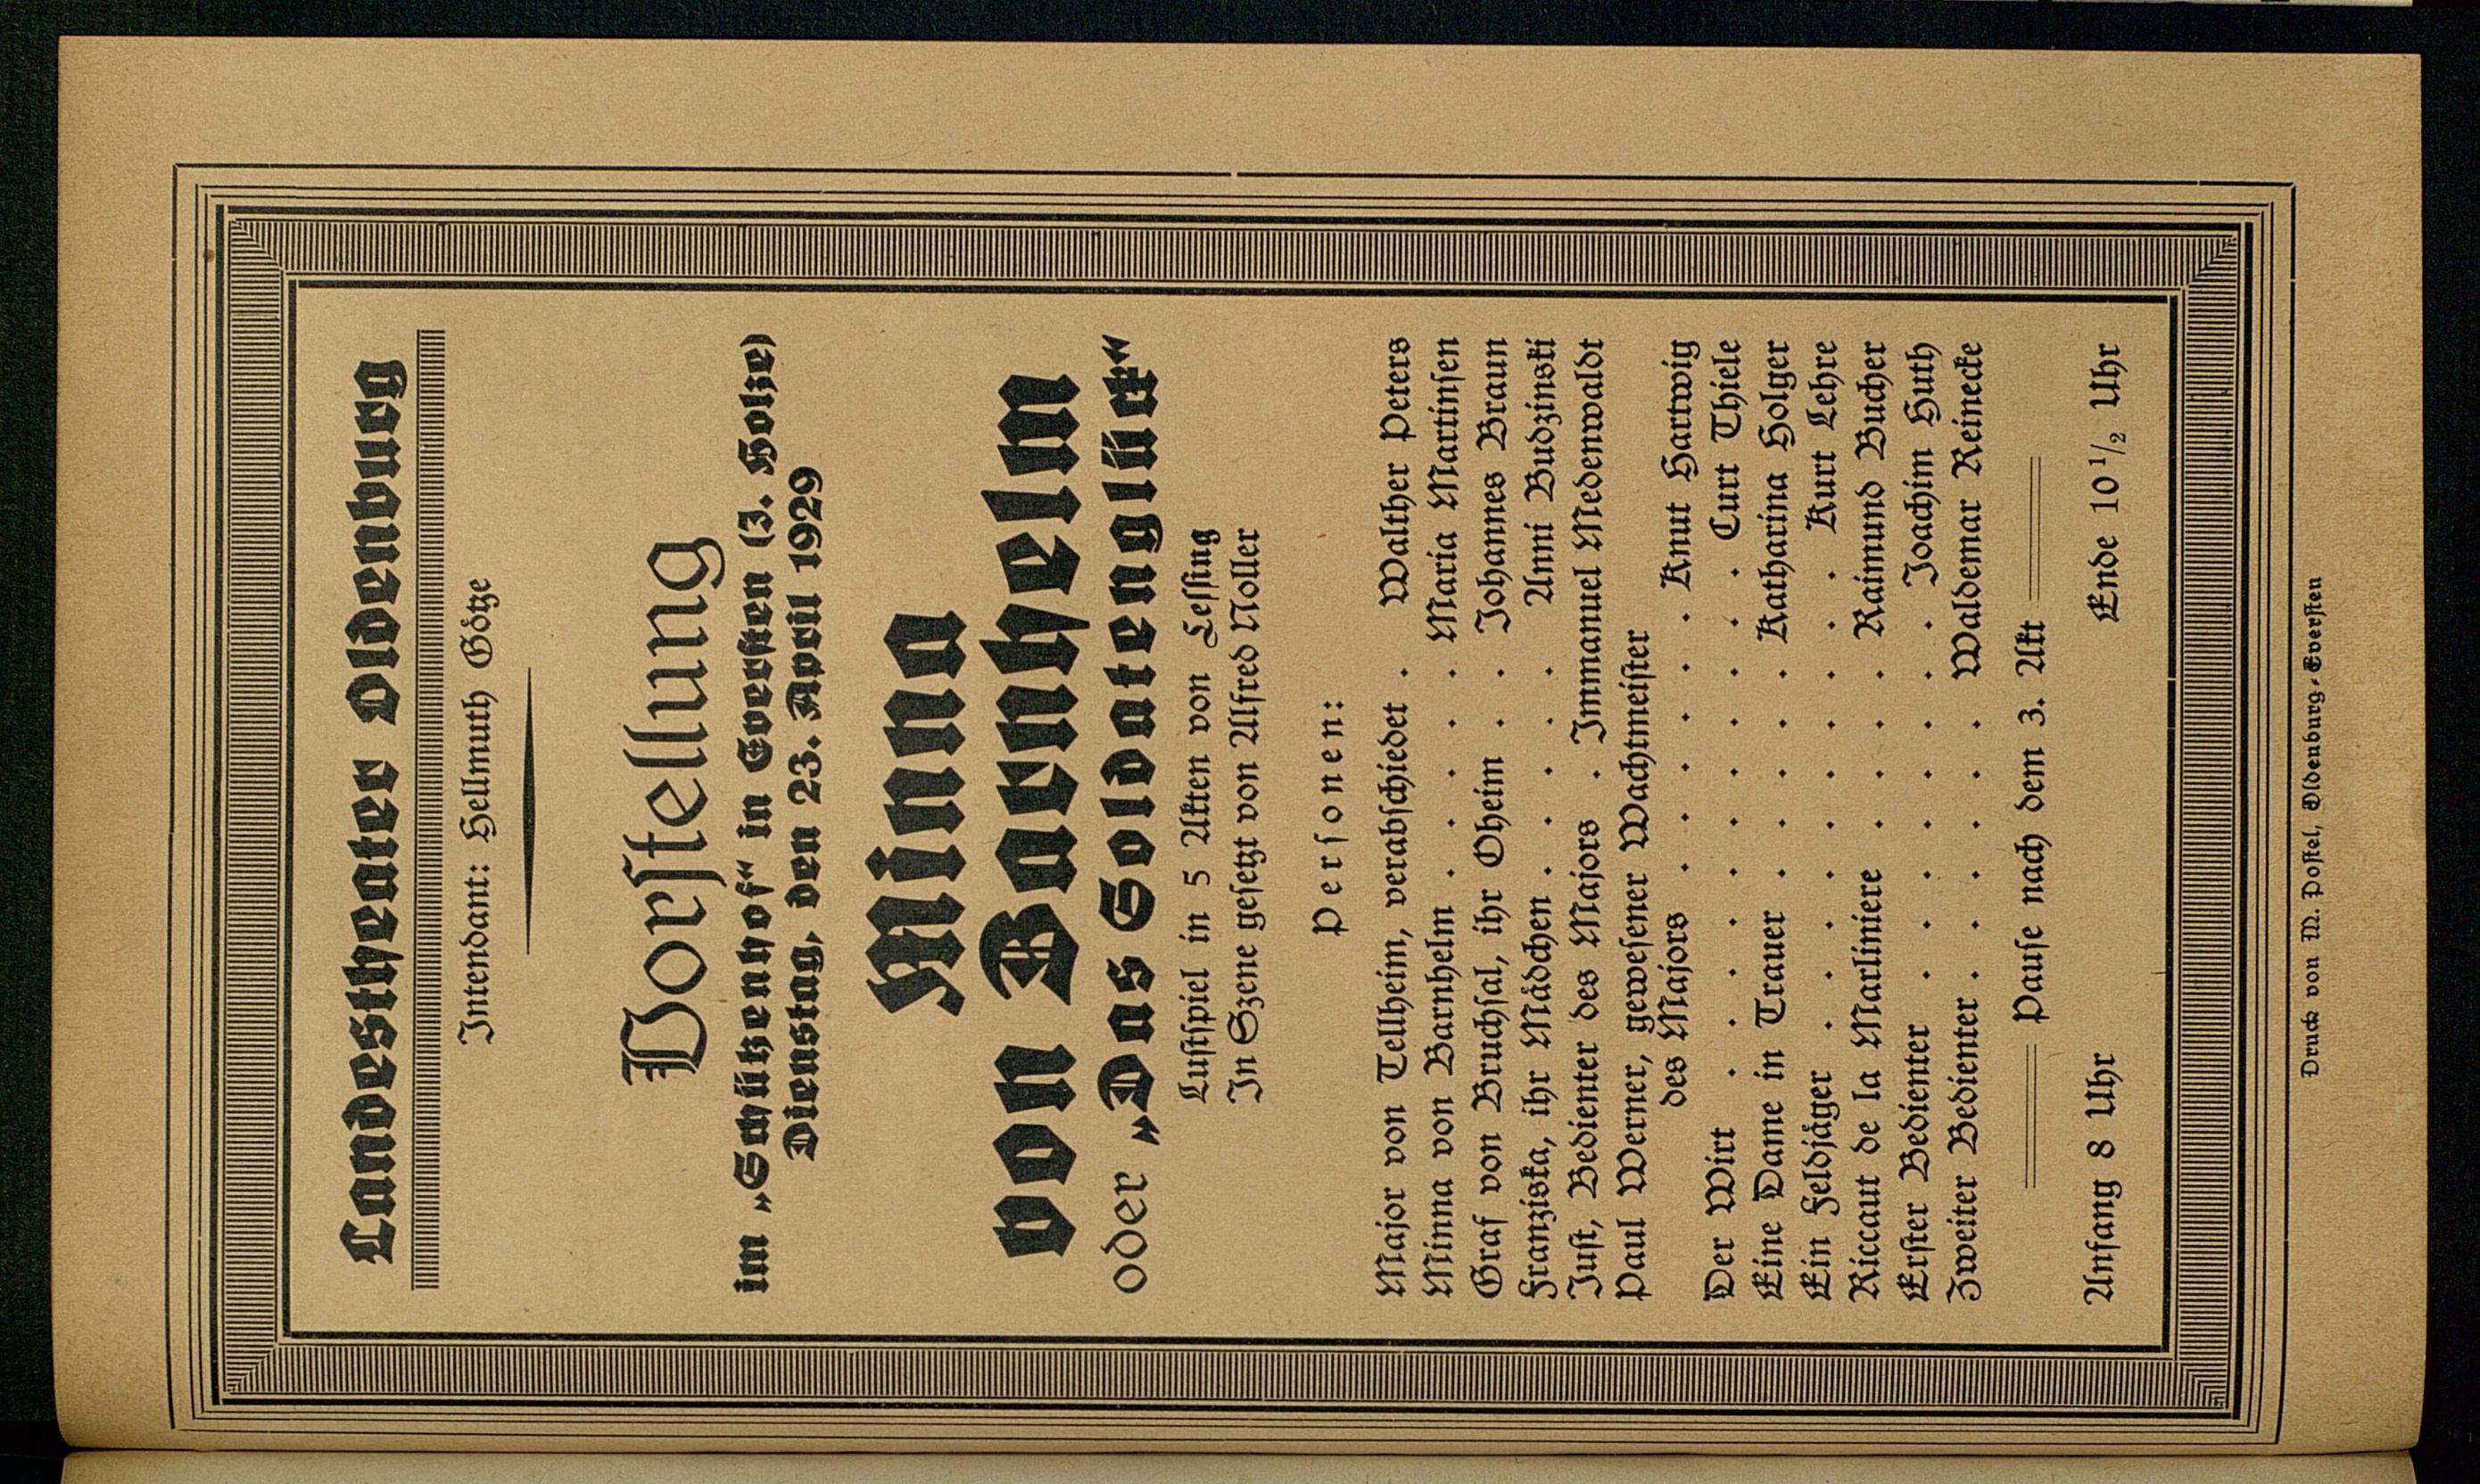 Landestheater Oldenburg
Intendant: Hellmuth Götze
Vorstellung
im „Schützenhof“ in Eversten (J. Holze)
Dienstag, den 23. April 1929
Minna
von Barnhelm
oder „Das Soldatenglück“
Lustspiel in 5 Akten von Lessing
In Szene gesetzt von Alfred Noller
Personen:
Major von Tellheim, verabschiedet . Walther Peters
Minna von Barnhelm . . . . . Maria Martinsen
Graf von Bruchsal, ihr Oheim . . Johannes Braun
Franziska, ihr Mädchen . . . . . Anni Budzinski
Just, Bedienter des Majors . Immanuel Medenwaldt
Paul Werner, gewesener Wachtmeister
des Majors . . . . . . Knut Hartwig
Der Wirt . . . . . . . . . . . Curt Thiele
Eine Dame in Trauer . . . . . Katharina Holger
Ein Feldjäger . . . . . . . . . . Kurt Lehre
Riccaut de la Marliniere . . . . . Raimund Bucher
Erster Bedienter . . . . . . . . Joachim Huth
Zweiter Bedienter . . . . . . Waldemar Reinecke
Pause nach dem 3. Akt
Anfang 8 Uhr Ende 10 1/2 Uhr
Druck von W. Postel, Oldenburg-Eversten